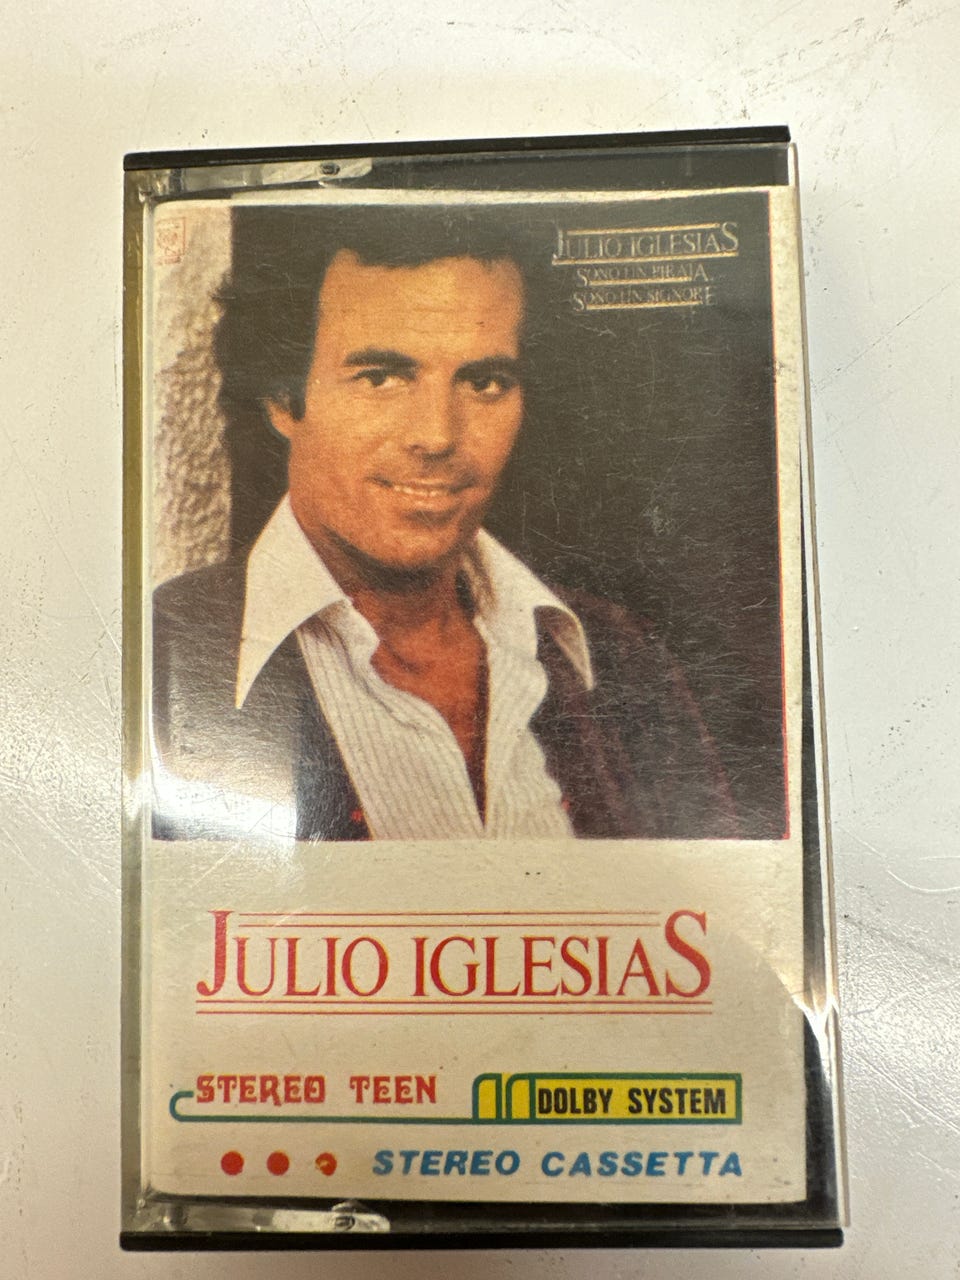 JULIO IGLESIAS
SONO UN PIRATA
SONO UN SIGNORE
JULIO IGLESIAS
STEREO TEEN
DOLBY SYSTEM
STEREO CASSETTA